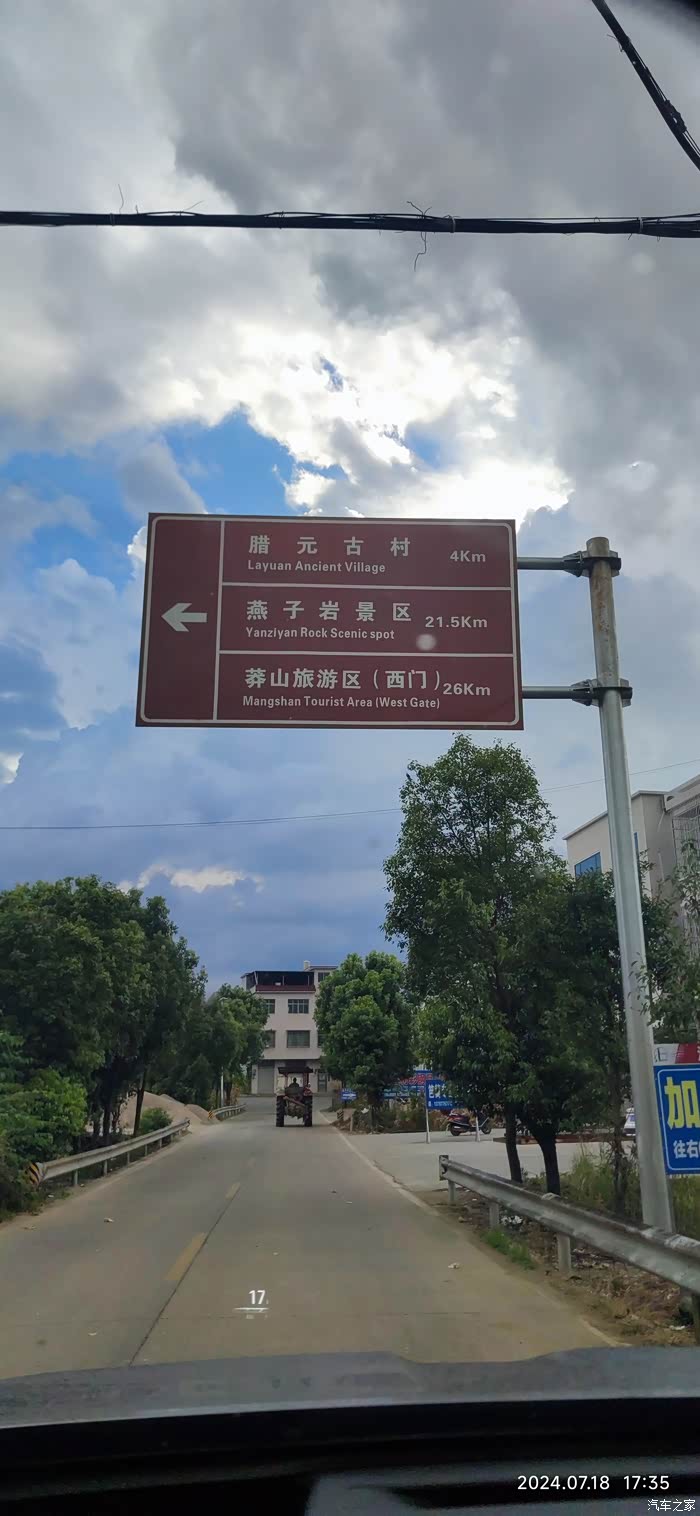 腊元古村 4Km
Layuan Ancient Village
燕子岩景区 21.5Km
Yanziyan Rock Scenic spot
莽山旅游区（西门）26Km
Mangshan Tourist Area (West Gate)
加
往右
17
2024.07.18 17:35
汽车之家